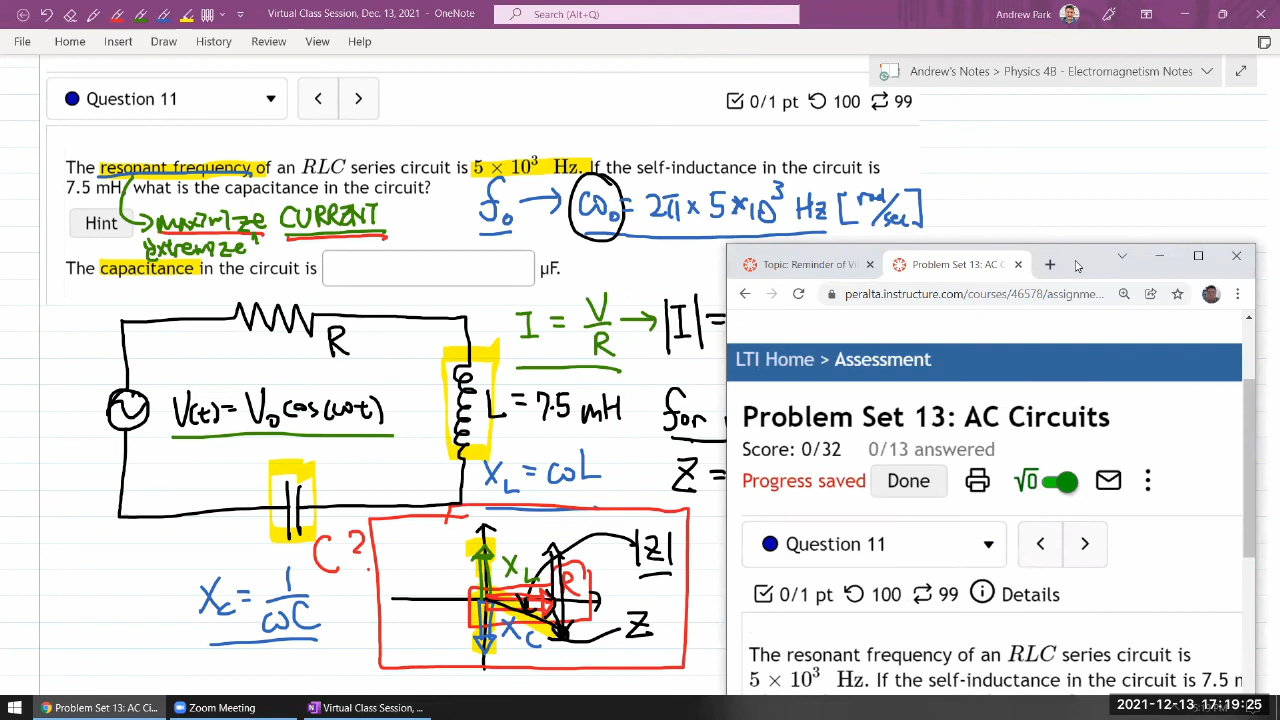 Virtual Class Session, Dec. 13, 2021 - OneNote
Search (Alt+Q)
Andrew Park
File Home Insert Draw History Review View Help
Andrew's Notes > Physics 4B - Electromagnetism Notes
Question 11
0/1 pt 100 99
The resonant frequency of an RLC series circuit is 5 × 10³ Hz. If the self-inductance in the circuit is
7.5 mH, what is the capacitance in the circuit?
f₀ → ω₀ = 2π × 5×10³ Hz [rad/sec]
Hint
maximize CURRENT
extremize
The capacitance in the circuit is
μF.
R
I = V/R → |I| =
V(t) = V₀ cos(ωt)
L = 7.5 mH
for
X_L = ωL
Z =
C?
X_C = 1/ωC
X_L
R
|Z|
X_C
Z
Topic: Reminder of Vi
Problem Set 13: AC C
peralta.instructure.com/courses/46578/assignme...
LTI Home > Assessment
Problem Set 13: AC Circuits
Score: 0/32 0/13 answered
Progress saved Done √0
Question 11
0/1 pt 100 99 Details
The resonant frequency of an RLC series circuit is
5 × 10³ Hz. If the self-inductance in the circuit is 7.5 m
Problem Set 13: AC Ci...
Zoom Meeting
Virtual Class Session, ...
2021-12-13 17:19:25